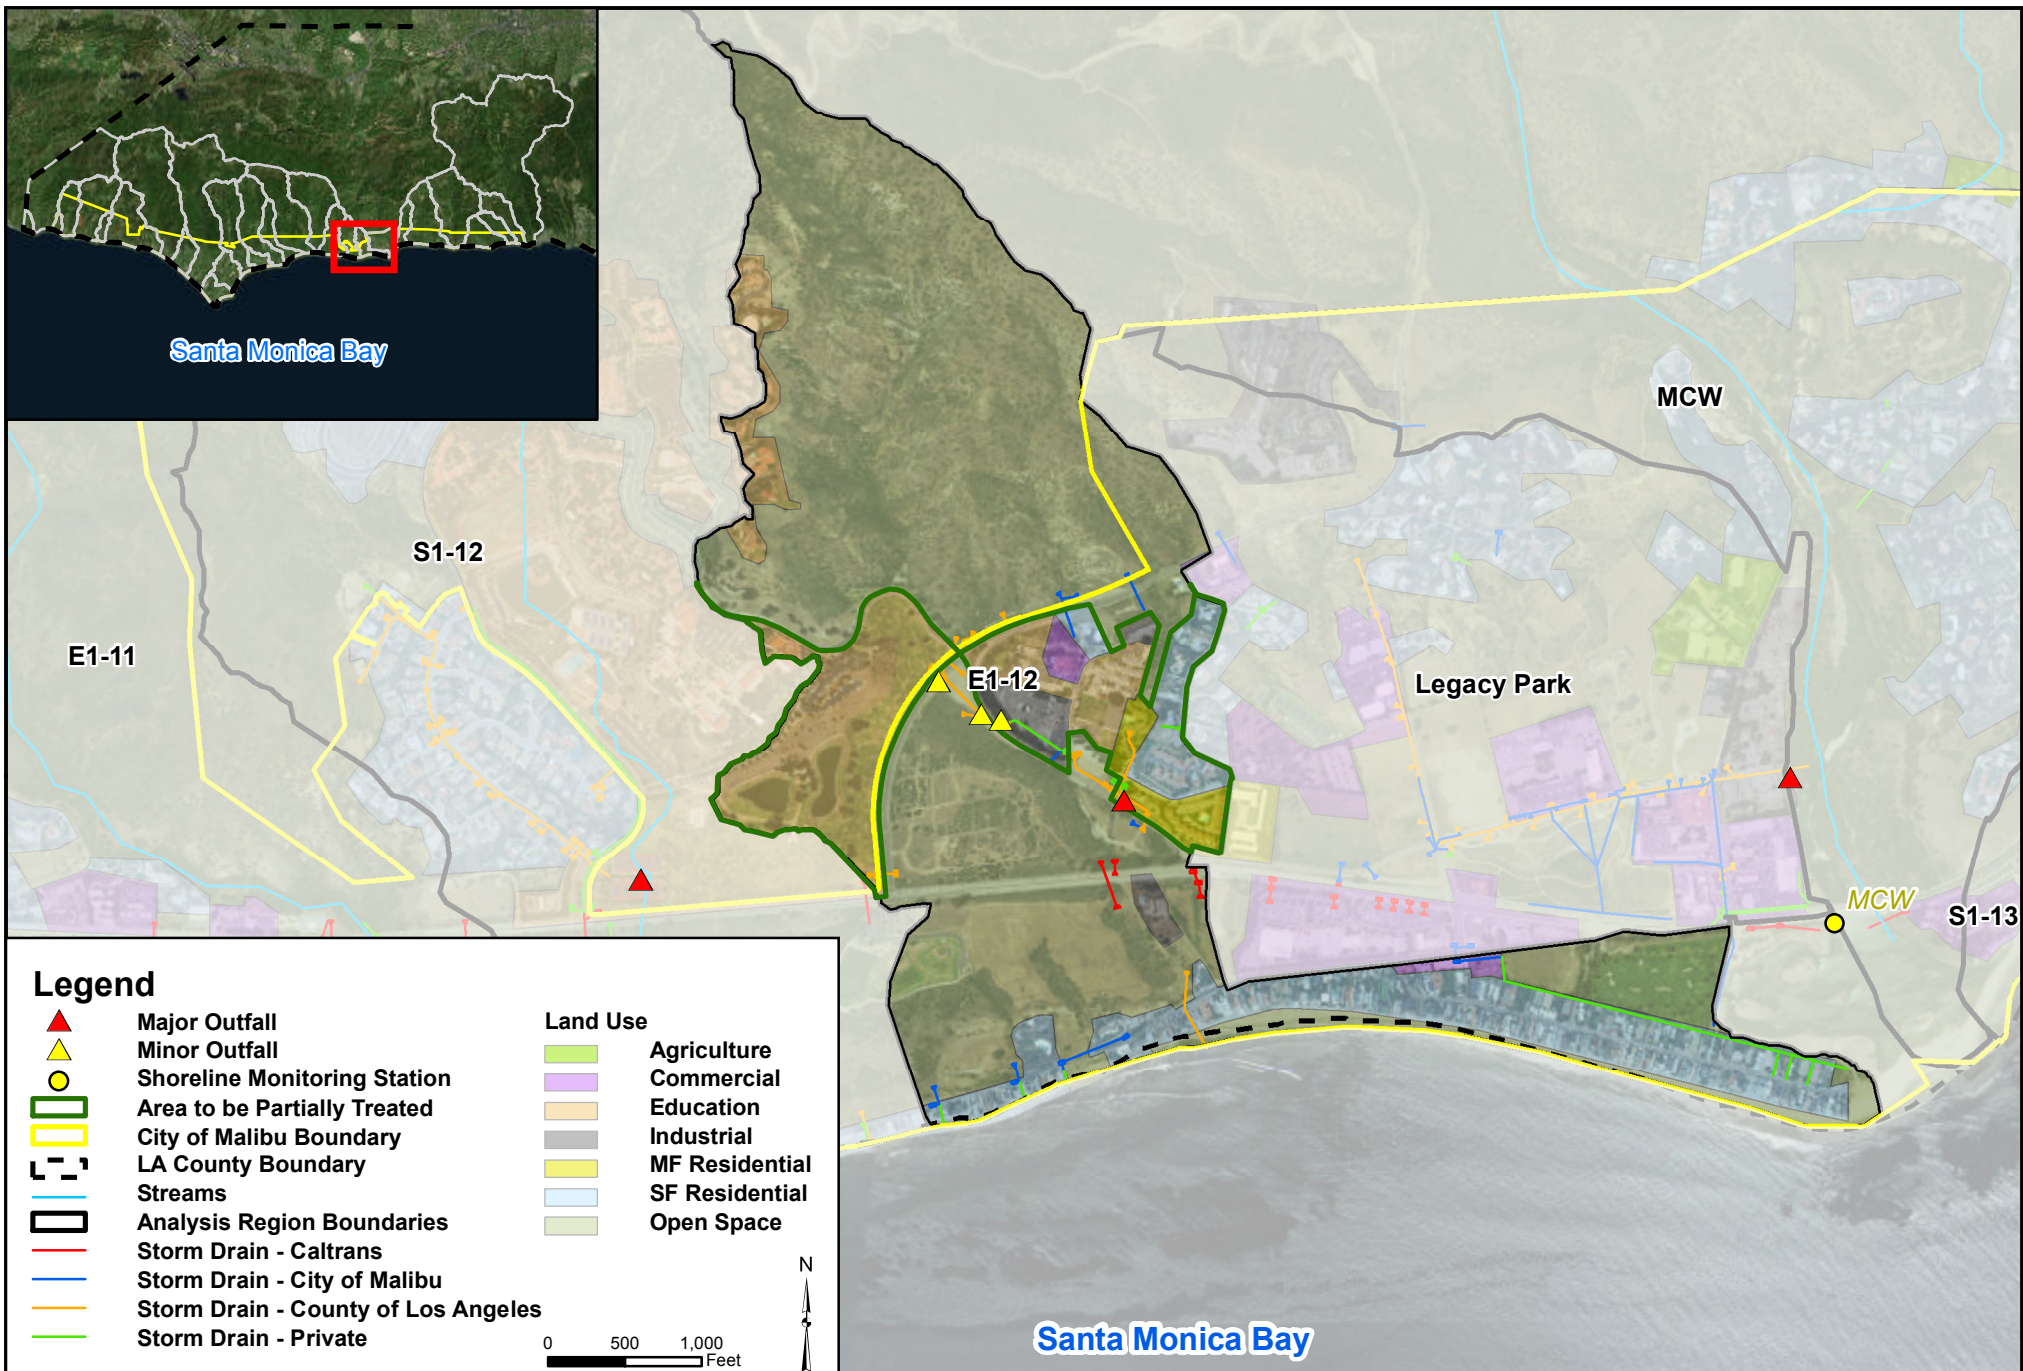 Santa Monica Bay
MCW
S1-12
E1-11
E1-12
Legacy Park
MCW
S1-13
Legend
Major Outfall
Minor Outfall
Shoreline Monitoring Station
Area to be Partially Treated
City of Malibu Boundary
LA County Boundary
Streams
Analysis Region Boundaries
Storm Drain - Caltrans
Storm Drain - City of Malibu
Storm Drain - County of Los Angeles
Storm Drain - Private
Land Use
Agriculture
Commercial
Education
Industrial
MF Residential
SF Residential
Open Space
N
0 500 1,000
Feet
Santa Monica Bay